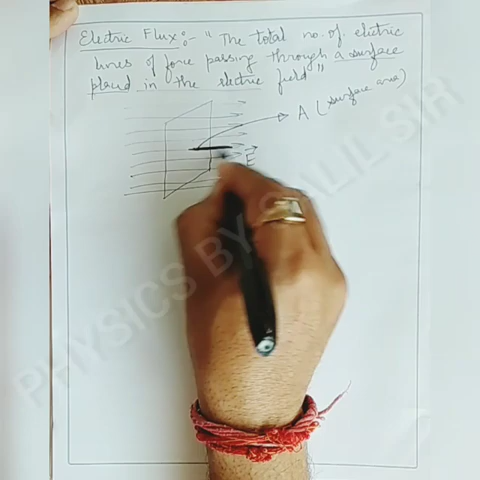 Electric Flux:- "The total no. of eletric
lines of force passing through a surface
placed in the electric field"
A (surface area)
E
PHYSICS BY SALIL SIR